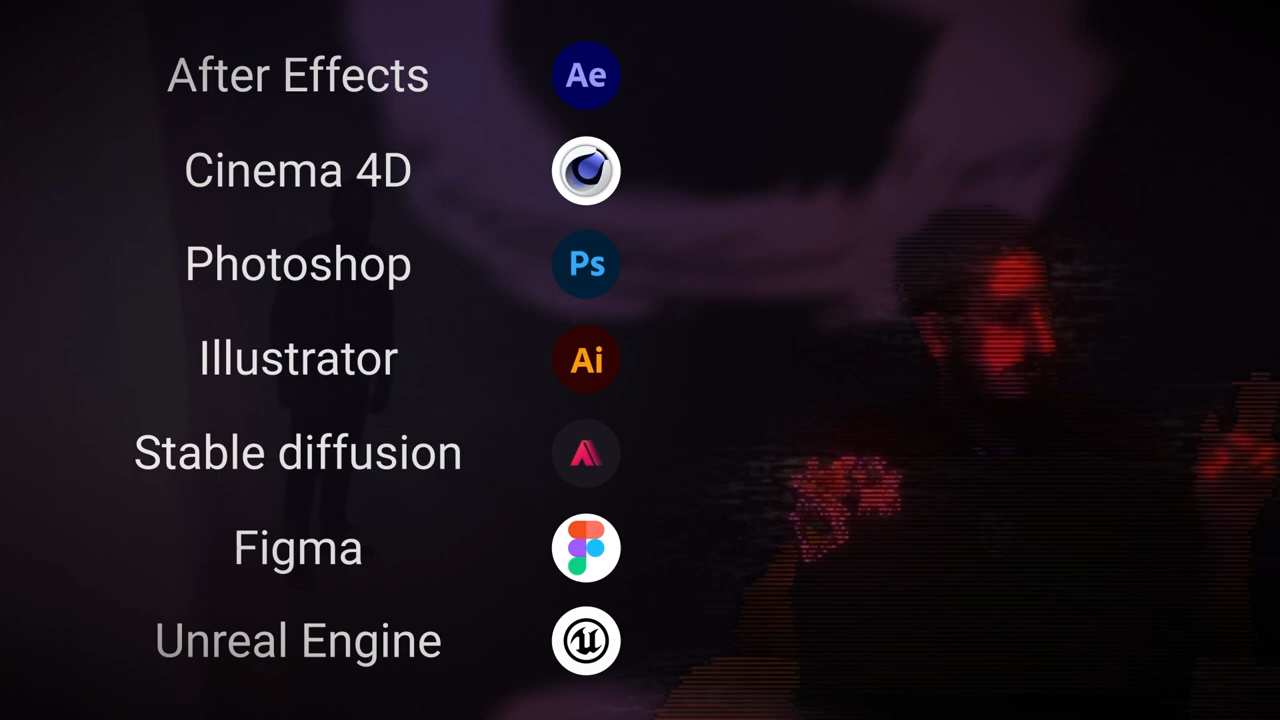 After Effects Ae
Cinema 4D
Photoshop Ps
Illustrator Ai
Stable diffusion
Figma
Unreal Engine